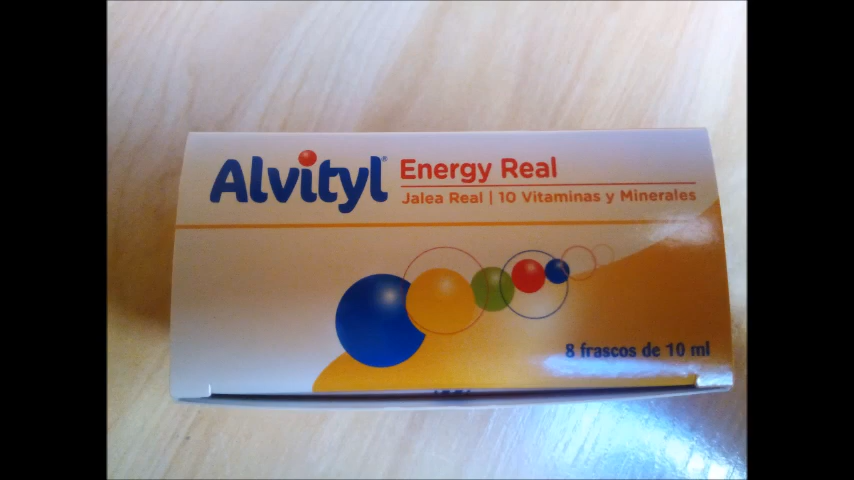 Alvityl® Energy Real
Jalea Real | 10 Vitaminas y Minerales
8 frascos de 10 ml